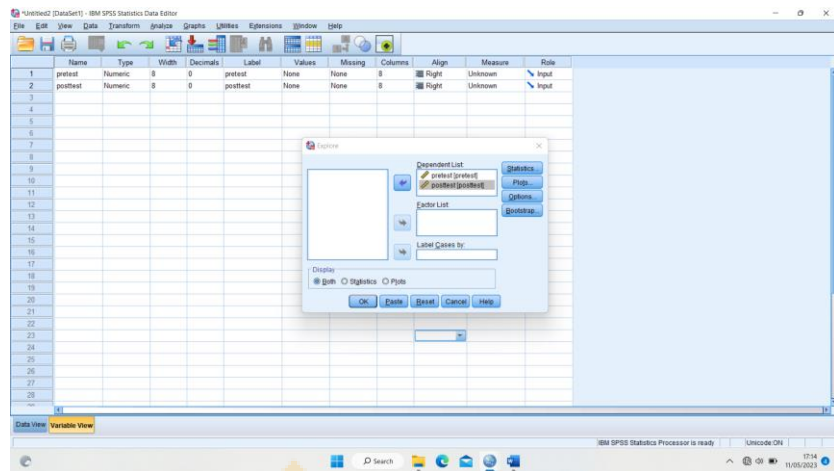 *Untitled2 [DataSet1] - IBM SPSS Statistics Data Editor
File Edit View Data Transform Analyze Graphs Utilities Extensions Window Help
Name Type Width Decimals Label Values Missing Columns Align Measure Role
1 pretest Numeric 8 0 pretest None None 8 Right Unknown Input
2 posttest Numeric 8 0 posttest None None 8 Right Unknown Input
3
4
5
6
7
8
9
10
11
12
13
14
15
16
17
18
19
20
21
22
23
24
25
26
27
28
Explore
Dependent List:
pretest [pretest]
posttest [posttest]
Factor List:
Label Cases by:
Statistics...
Plots...
Options...
Bootstrap...
Display
Both Statistics Plots
OK Paste Reset Cancel Help
Data View Variable View
IBM SPSS Statistics Processor is ready Unicode:ON
Search
17:14
11/05/2023